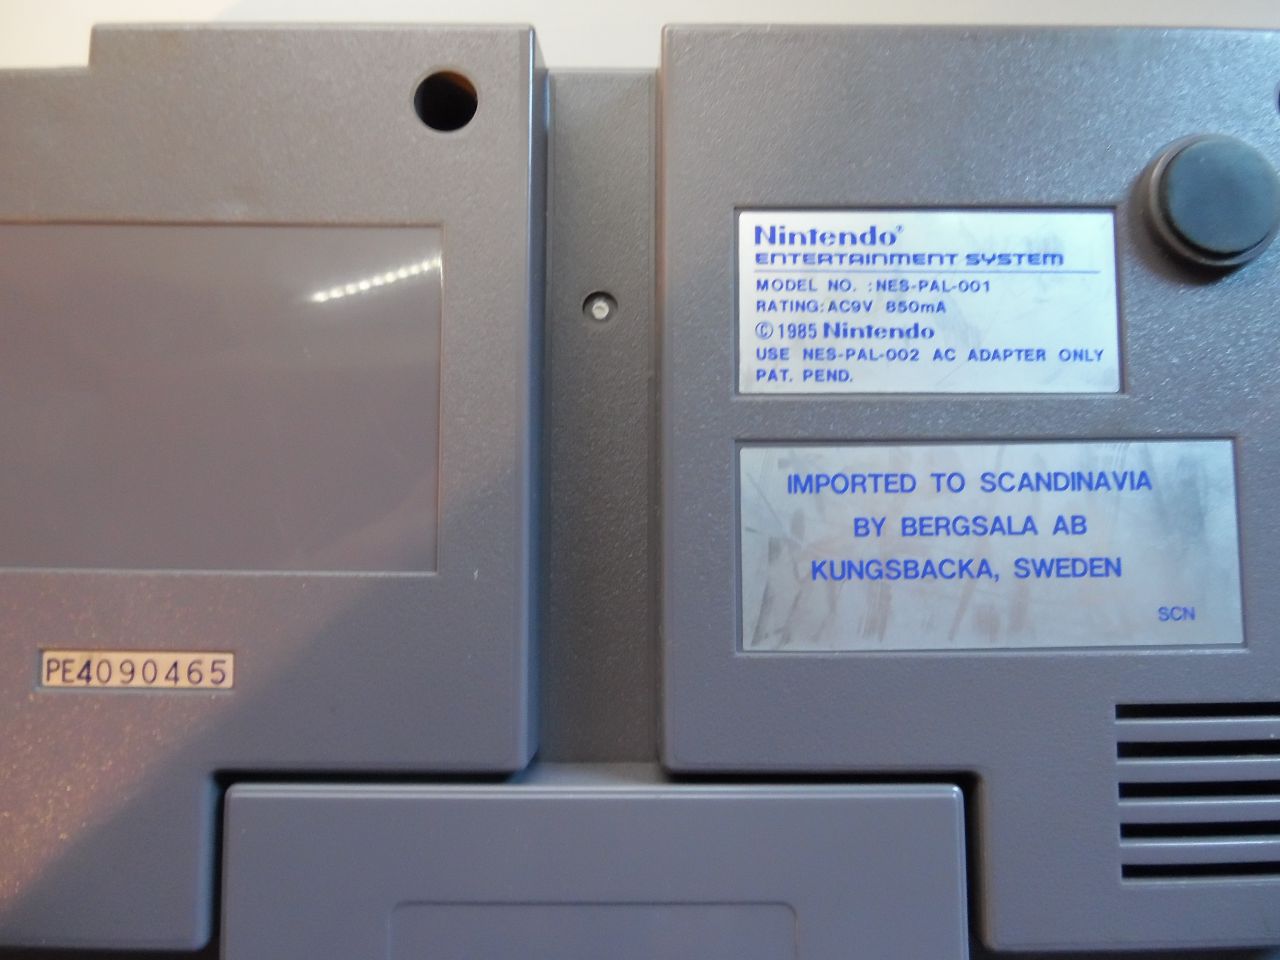 Nintendo®
ENTERTAINMENT SYSTEM
MODEL NO. :NES-PAL-001
RATING:AC9V 850mA
©1985 Nintendo
USE NES-PAL-002 AC ADAPTER ONLY
PAT. PEND.
IMPORTED TO SCANDINAVIA
BY BERGSALA AB
KUNGSBACKA, SWEDEN
SCN
PE4090465